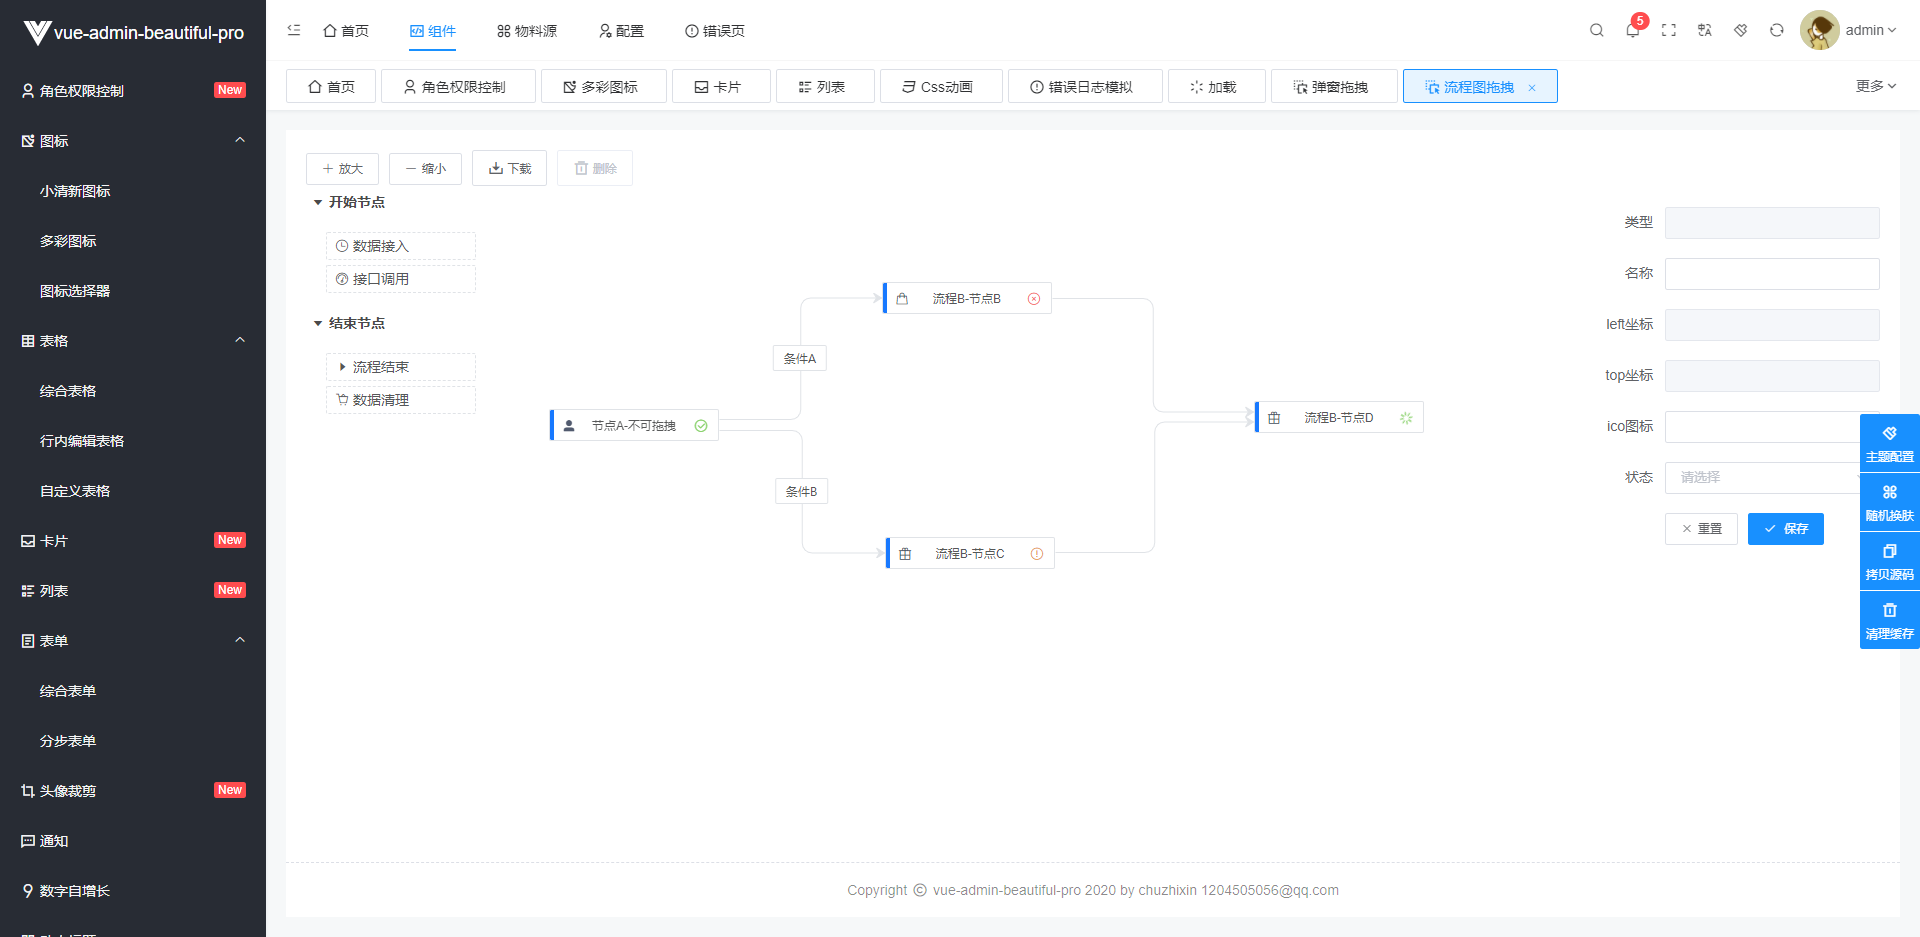 vue-admin-beautiful-pro
角色权限控制 New
图标
小清新图标
多彩图标
图标选择器
表格
综合表格
行内编辑表格
自定义表格
卡片 New
列表 New
表单
综合表单
分步表单
头像裁剪 New
通知
数字自增长
首页 组件 物料源 配置 错误页
5
admin
首页 角色权限控制 多彩图标 卡片 列表 Css动画 错误日志模拟 加载 弹窗拖拽 流程图拖拽
更多
放大 缩小 下载 删除
开始节点
数据接入
接口调用
结束节点
流程结束
数据清理
流程B-节点B
条件A
节点A-不可拖拽
流程B-节点D
条件B
流程B-节点C
类型
名称
left坐标
top坐标
ico图标
状态 请选择
重置 保存
主题配置
随机换肤
拷贝源码
清理缓存
Copyright © vue-admin-beautiful-pro 2020 by chuzhixin 1204505056@qq.com